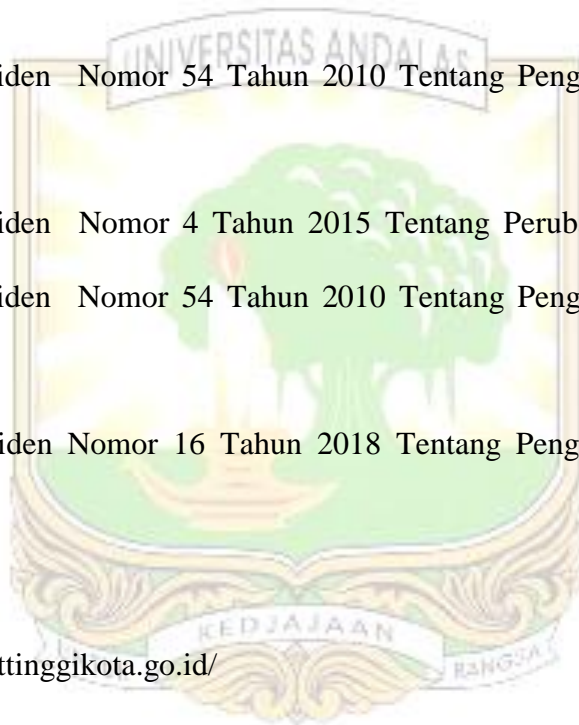 UNIVERSITAS ANDALAS
iden Nomor 54 Tahun 2010 Tentang Peng
iden Nomor 4 Tahun 2015 Tentang Perub
iden Nomor 54 Tahun 2010 Tentang Peng
iden Nomor 16 Tahun 2018 Tentang Peng
KEDJAJAAN
BANGSA
ttinggikota.go.id/